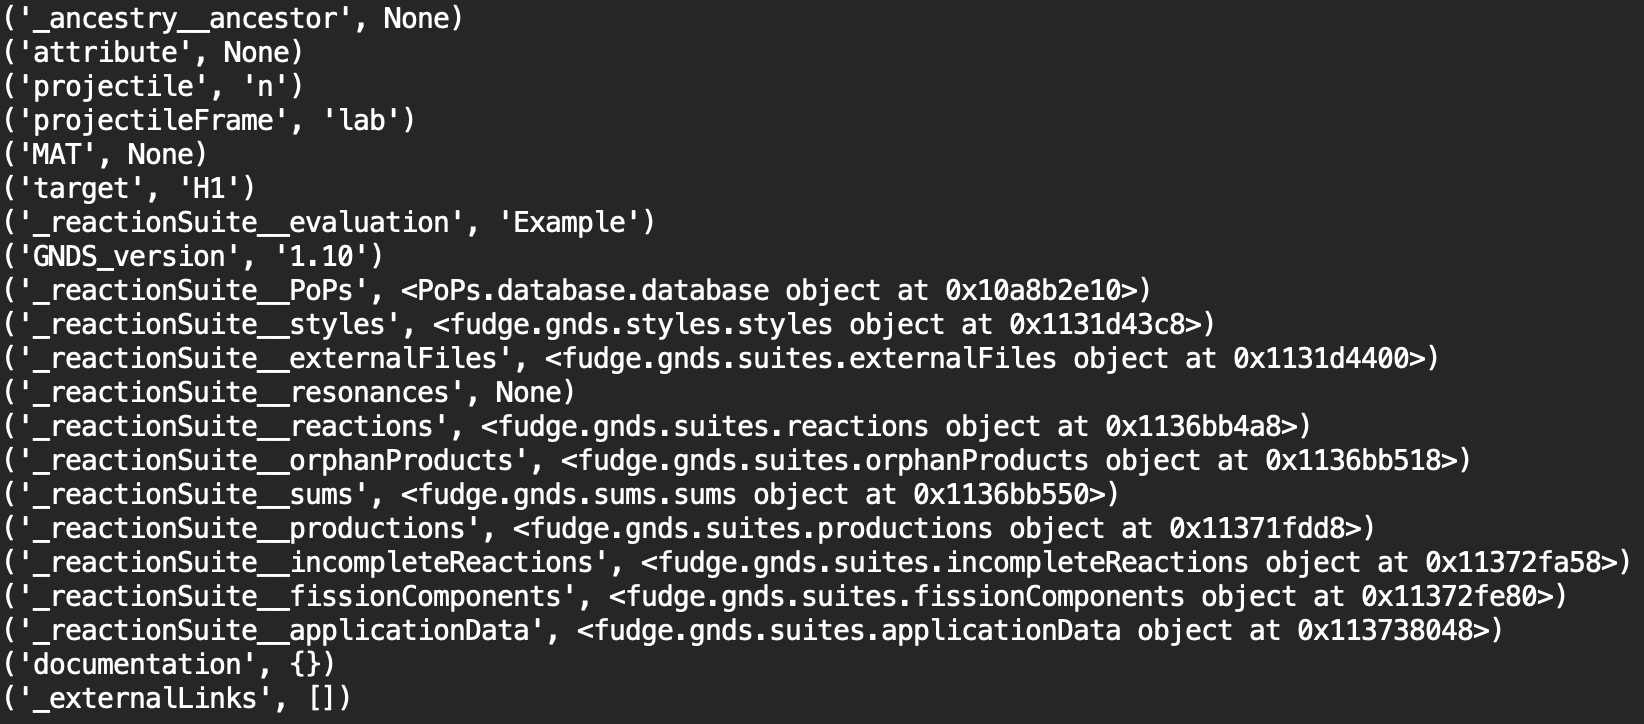 ('_ancestry__ancestor', None)
('attribute', None)
('projectile', 'n')
('projectileFrame', 'lab')
('MAT', None)
('target', 'H1')
('_reactionSuite__evaluation', 'Example')
('GNDS_version', '1.10')
('_reactionSuite__PoPs', <PoPs.database.database object at 0x10a8b2e10>)
('_reactionSuite__styles', <fudge.gnds.styles.styles object at 0x1131d43c8>)
('_reactionSuite__externalFiles', <fudge.gnds.suites.externalFiles object at 0x1131d4400>)
('_reactionSuite__resonances', None)
('_reactionSuite__reactions', <fudge.gnds.suites.reactions object at 0x1136bb4a8>)
('_reactionSuite__orphanProducts', <fudge.gnds.suites.orphanProducts object at 0x1136bb518>)
('_reactionSuite__sums', <fudge.gnds.sums.sums object at 0x1136bb550>)
('_reactionSuite__productions', <fudge.gnds.suites.productions object at 0x11371fdd8>)
('_reactionSuite__incompleteReactions', <fudge.gnds.suites.incompleteReactions object at 0x11372fa58>)
('_reactionSuite__fissionComponents', <fudge.gnds.suites.fissionComponents object at 0x11372fe80>)
('_reactionSuite__applicationData', <fudge.gnds.suites.applicationData object at 0x113738048>)
('documentation', {})
('_externalLinks', [])